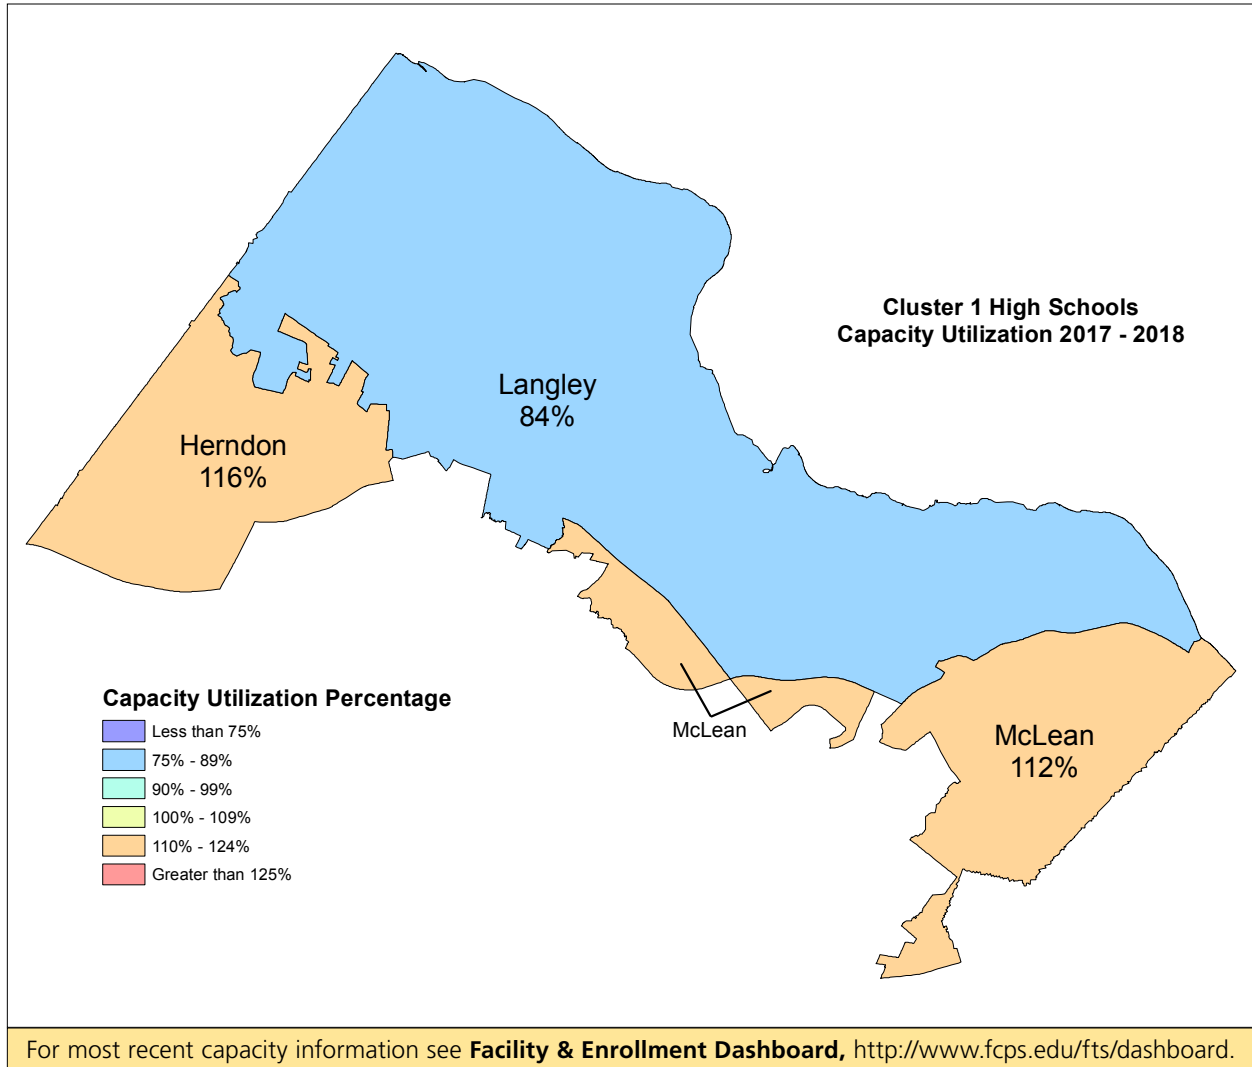 Cluster 1 High Schools
Capacity Utilization 2017 - 2018
Langley
84%
Herndon
116%
McLean
McLean
112%
Capacity Utilization Percentage
Less than 75%
75% - 89%
90% - 99%
100% - 109%
110% - 124%
Greater than 125%
For most recent capacity information see Facility & Enrollment Dashboard, http://www.fcps.edu/fts/dashboard.